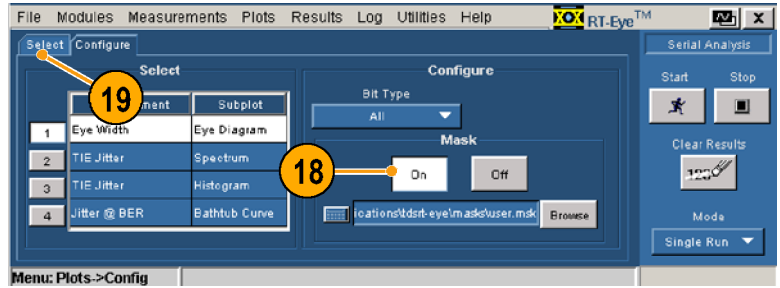 File Modules Measurements Plots Results Log Utilities Help RT-Eye™ X
Select Configure
Serial Analysis
Select
Configure
Start Stop
Bit Type
All
19
ment Subplot
1 Eye Width Eye Diagram
2 TIE Jitter Spectrum
3 TIE Jitter Histogram
4 Jitter @ BER Bathtub Curve
Mask
18
On Off
ications\tdsrt-eye\masks\user.msk Browse
Clear Results
Mode
Single Run
Menu: Plots->Config